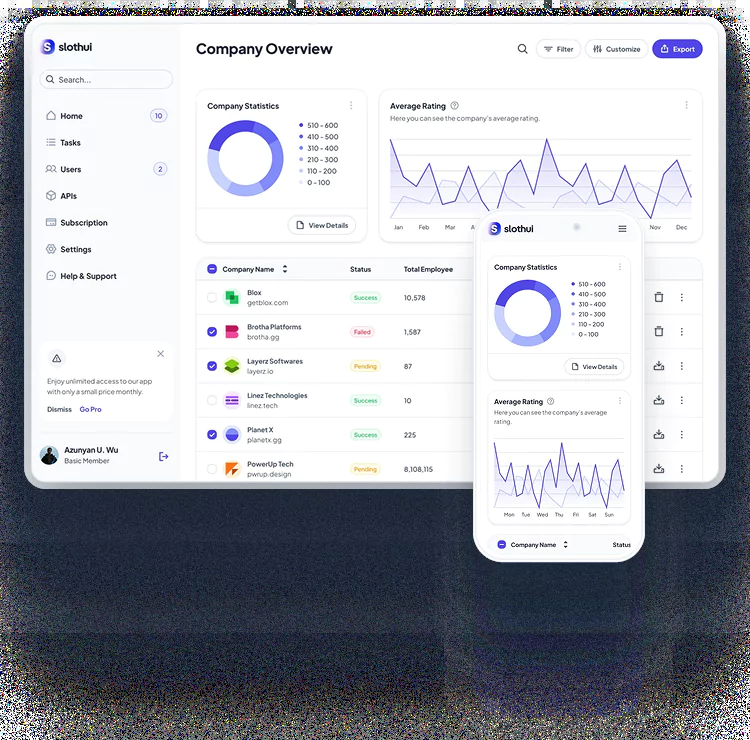 slothui
Search...
Home 10
Tasks
Users 2
APIs
Subscription
Settings
Help & Support
Enjoy unlimited access to our app
with only a small price monthly.
Dismiss Go Pro
Azunyan U. Wu
Basic Member
Company Overview
Filter
Customize
Export
Company Statistics
510 - 600
410 - 500
310 - 400
210 - 300
110 - 200
0 - 100
View Details
Average Rating
Here you can see the company's average rating.
Jan Feb Mar A Nov Dec
Company Name Status Total Employee
Blox
getblox.com
Success
10,578
Brotha Platforms
brotha.gg
Failed
1,587
Layerz Softwares
layerz.io
Pending
87
Linez Technologies
linez.tech
Success
10
Planet X
planetx.gg
Success
225
PowerUp Tech
pwrup.design
Pending
8,108,115
slothui
Company Statistics
510 - 600
410 - 500
310 - 400
210 - 300
110 - 200
0 - 100
View Details
Average Rating
Here you can see the company's average
rating.
Mon Tue Wed Thu Fri Sat Sun
Company Name Status